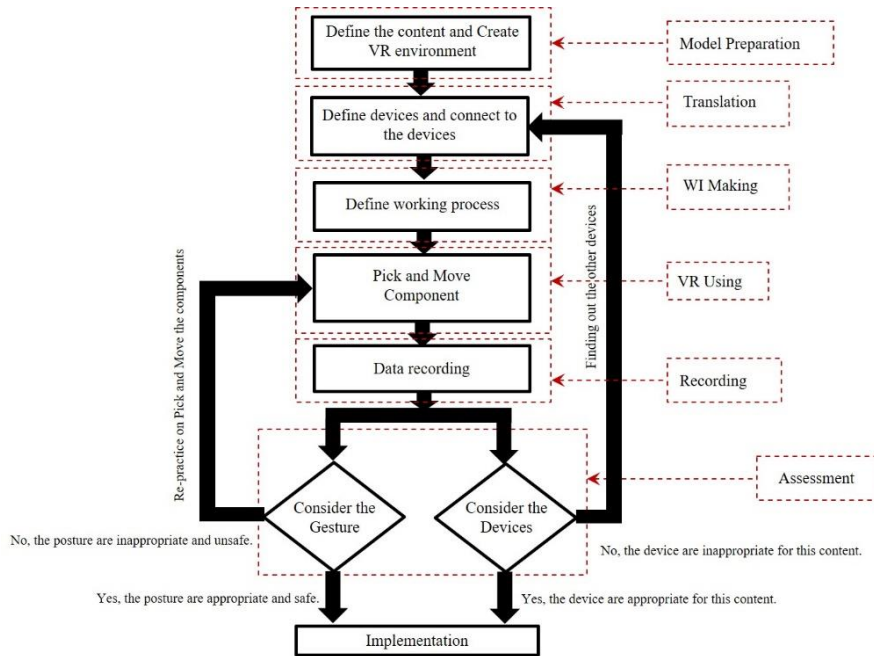 Define the content and Create
VR environment
Model Preparation
Translation
Define devices and connect to
the devices
WI Making
Define working process
Finding out the other devices
Pick and Move
Component
VR Using
Re-practice on Pick and Move the components
Data recording
Recording
Assessment
Consider the
Gesture
Consider the
Devices
No, the posture are inappropriate and unsafe.
No, the device are inappropriate for this content.
Yes, the posture are appropriate and safe.
Yes, the device are appropriate for this content.
Implementation